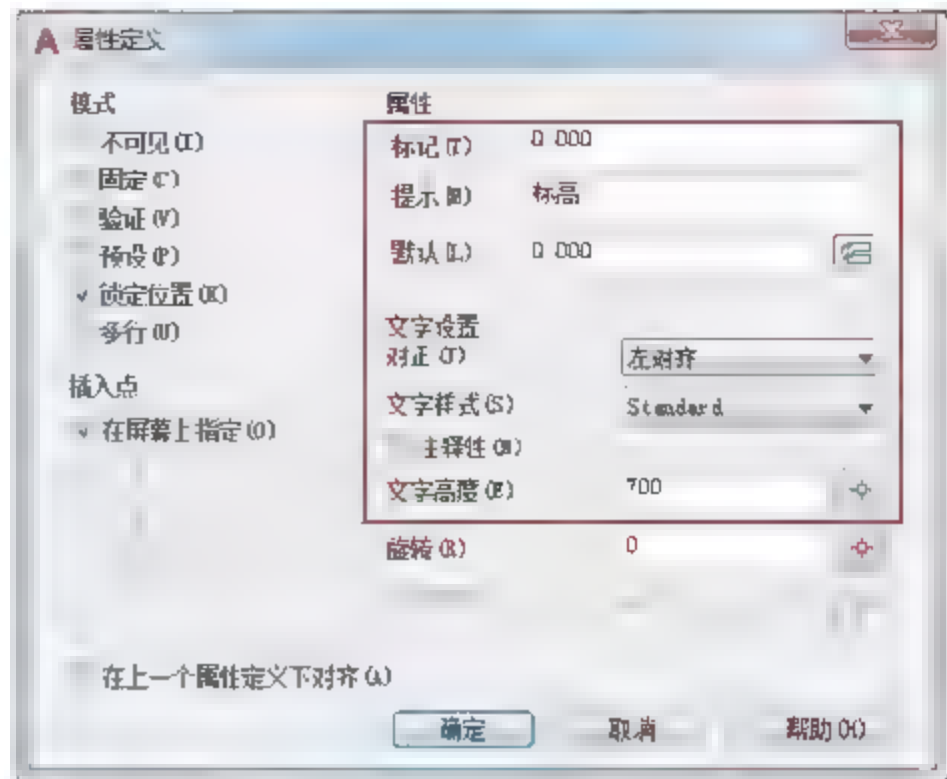 属性定义
模式
不可见(I)
固定(C)
验证(V)
预设(P)
锁定位置(K)
多行(U)
插入点
在屏幕上指定(O)
属性
标记(T) 0.000
提示(M) 标高
默认(L) 0.000
文字设置
对正(J) 左对齐
文字样式(S) Standard
注释性(N)
文字高度(E) 700
旋转(R) 0
在上一个属性定义下对齐(A)
确定 取消 帮助(H)